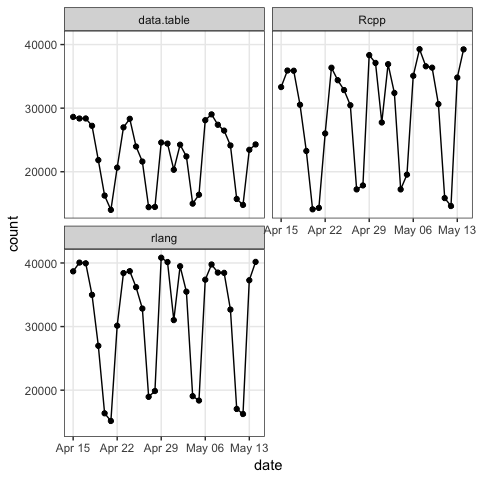 data.table
Rcpp
40000
30000
20000
Apr 15 Apr 22 Apr 29 May 06 May 13
count
rlang
40000
30000
20000
Apr 15 Apr 22 Apr 29 May 06 May 13
date